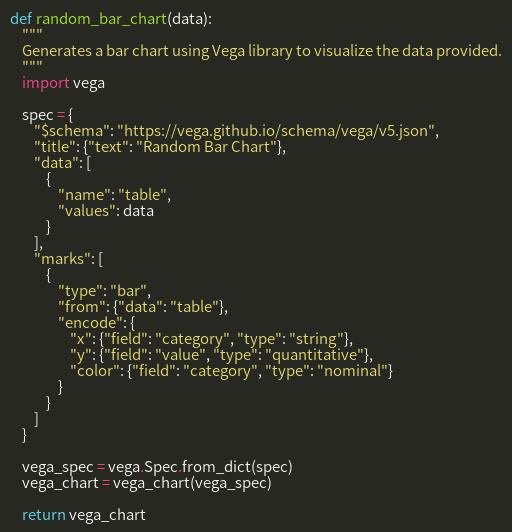 def random_bar_chart(data):
    """
    Generates a bar chart using Vega library to visualize the data provided.
    """
    import vega

    spec = {
        "$schema": "https://vega.github.io/schema/vega/v5.json",
        "title": {"text": "Random Bar Chart"},
        "data": [
            {
                "name": "table",
                "values": data
            }
        ],
        "marks": [
            {
                "type": "bar",
                "from": {"data": "table"},
                "encode": {
                    "x": {"field": "category", "type": "string"},
                    "y": {"field": "value", "type": "quantitative"},
                    "color": {"field": "category", "type": "nominal"}
                }
            }
        ]
    }

    vega_spec = vega.Spec.from_dict(spec)
    vega_chart = vega_chart(vega_spec)

    return vega_chart